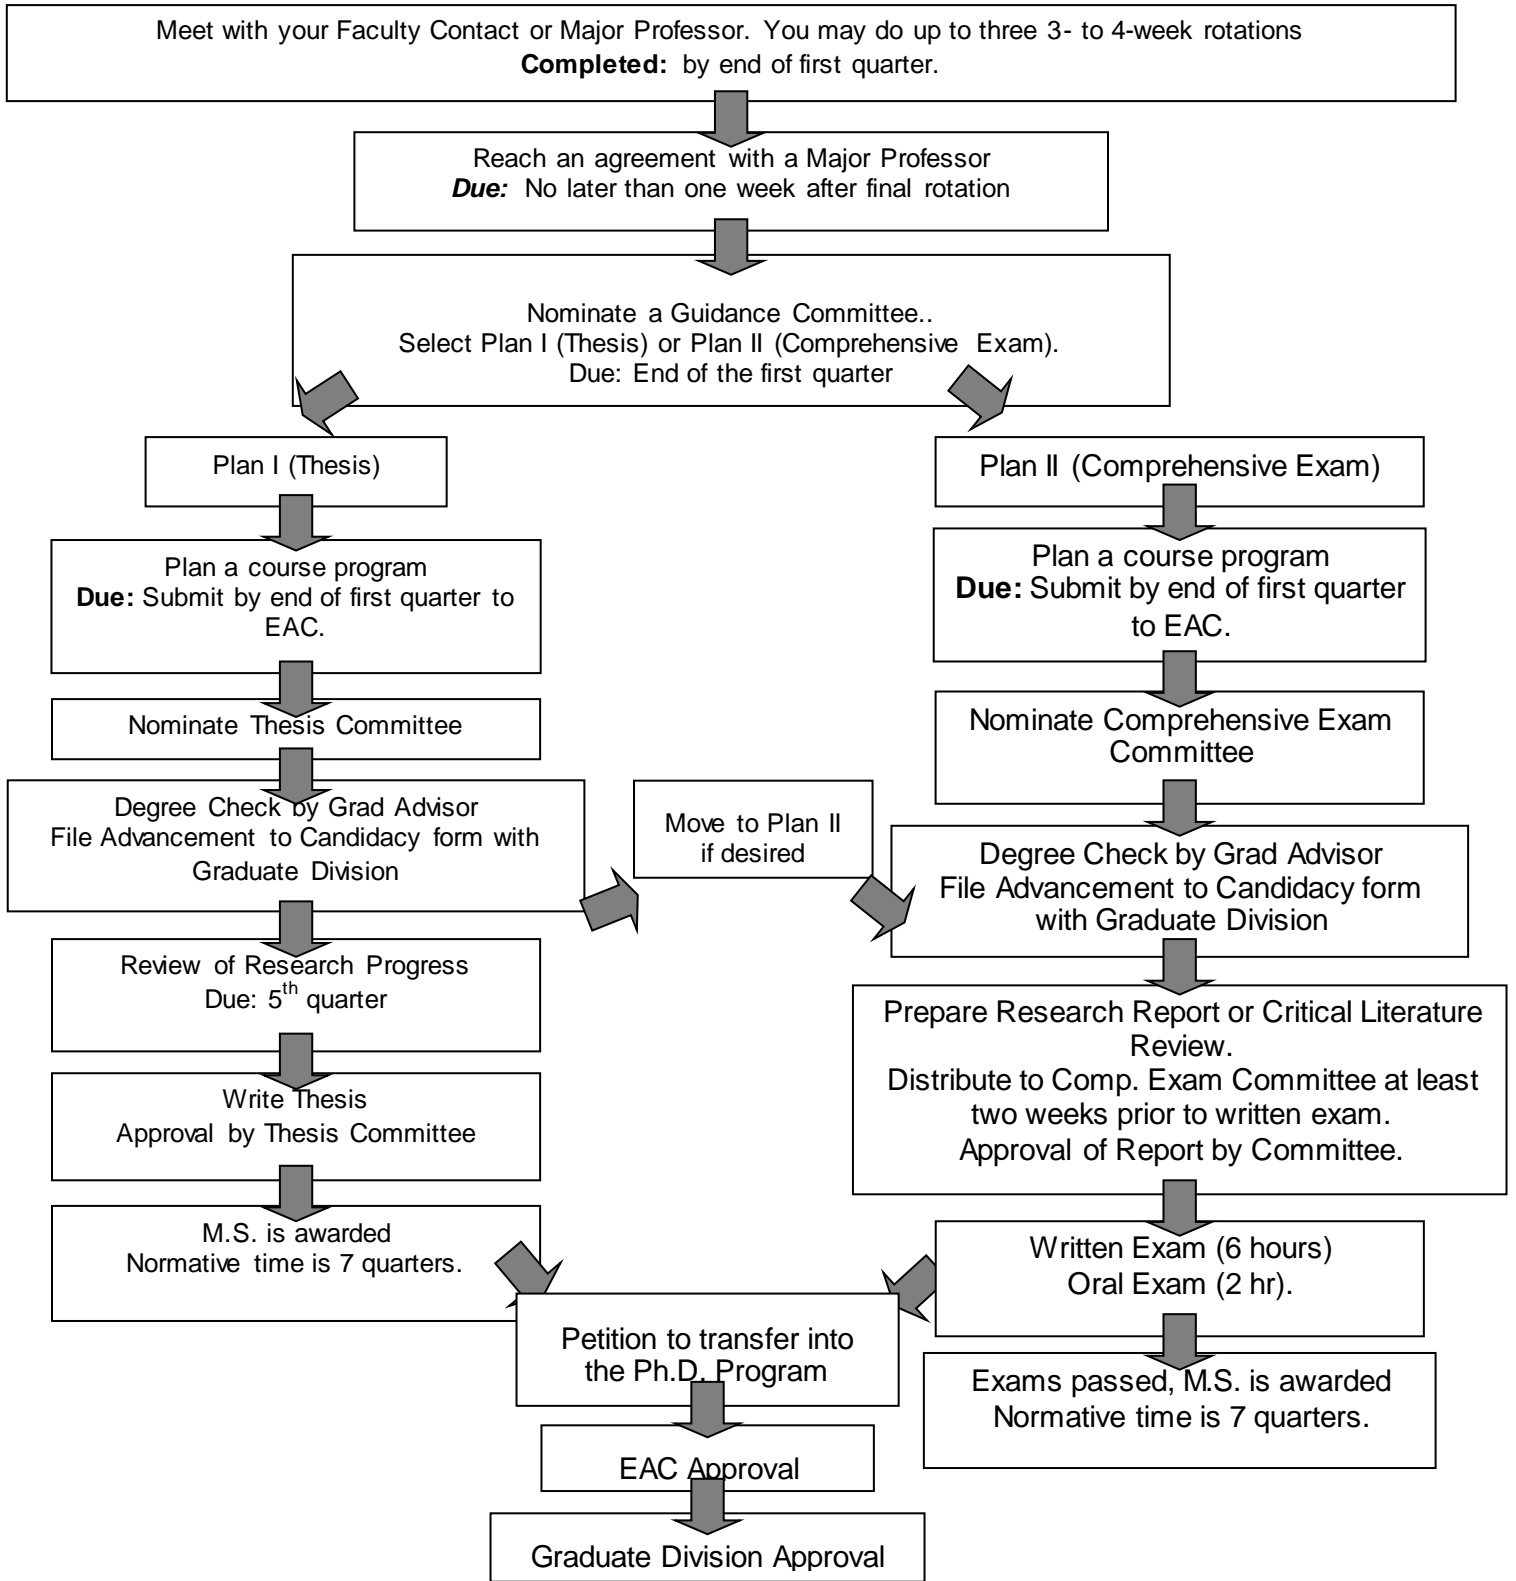 Meet with your Faculty Contact or Major Professor. You may do up to three 3- to 4-week rotations
Completed: by end of first quarter.
Reach an agreement with a Major Professor
Due: No later than one week after final rotation
Nominate a Guidance Committee..
Select Plan I (Thesis) or Plan II (Comprehensive Exam).
Due: End of the first quarter
Plan I (Thesis)
Plan a course program
Due: Submit by end of first quarter to
EAC.
Nominate Thesis Committee
Degree Check by Grad Advisor
File Advancement to Candidacy form with
Graduate Division
Review of Research Progress
Due: 5th quarter
Write Thesis
Approval by Thesis Committee
M.S. is awarded
Normative time is 7 quarters.
Move to Plan II
if desired
Plan II (Comprehensive Exam)
Plan a course program
Due: Submit by end of first quarter
to EAC.
Nominate Comprehensive Exam
Committee
Degree Check by Grad Advisor
File Advancement to Candidacy form
with Graduate Division
Prepare Research Report or Critical Literature
Review.
Distribute to Comp. Exam Committee at least
two weeks prior to written exam.
Approval of Report by Committee.
Written Exam (6 hours)
Oral Exam (2 hr).
Exams passed, M.S. is awarded
Normative time is 7 quarters.
Petition to transfer into
the Ph.D. Program
EAC Approval
Graduate Division Approval